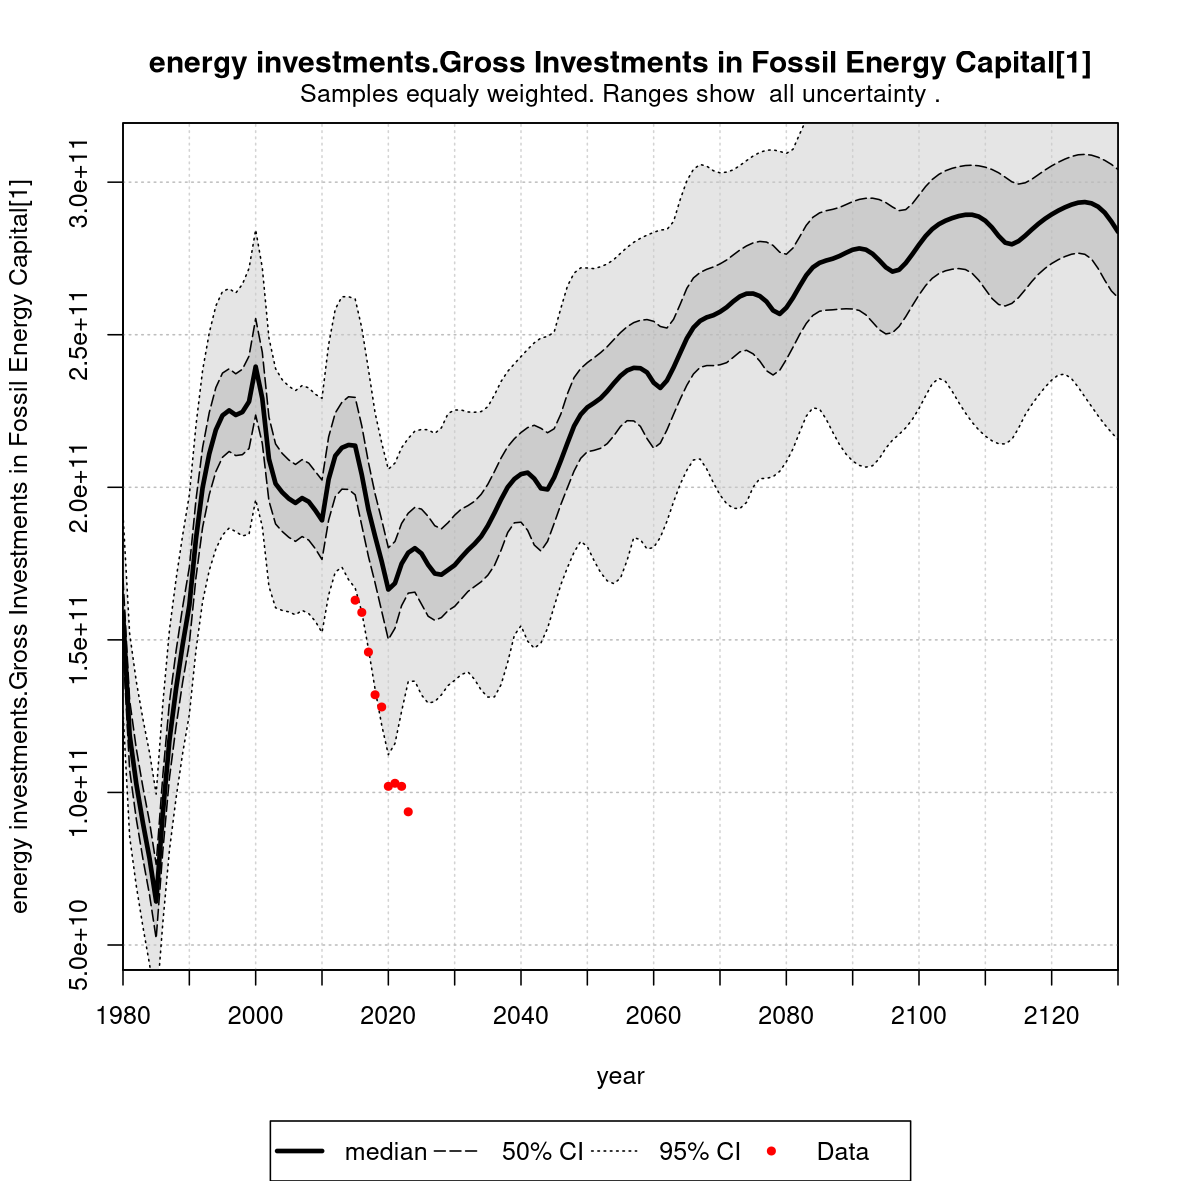 energy investments.Gross Investments in Fossil Energy Capital[1]
Samples equaly weighted. Ranges show  all uncertainty .
energy investments.Gross Investments in Fossil Energy Capital[1]
3.0e+11
2.5e+11
2.0e+11
1.5e+11
1.0e+11
5.0e+10
1980 2000 2020 2040 2060 2080 2100 2120
year
median 50% CI 95% CI Data